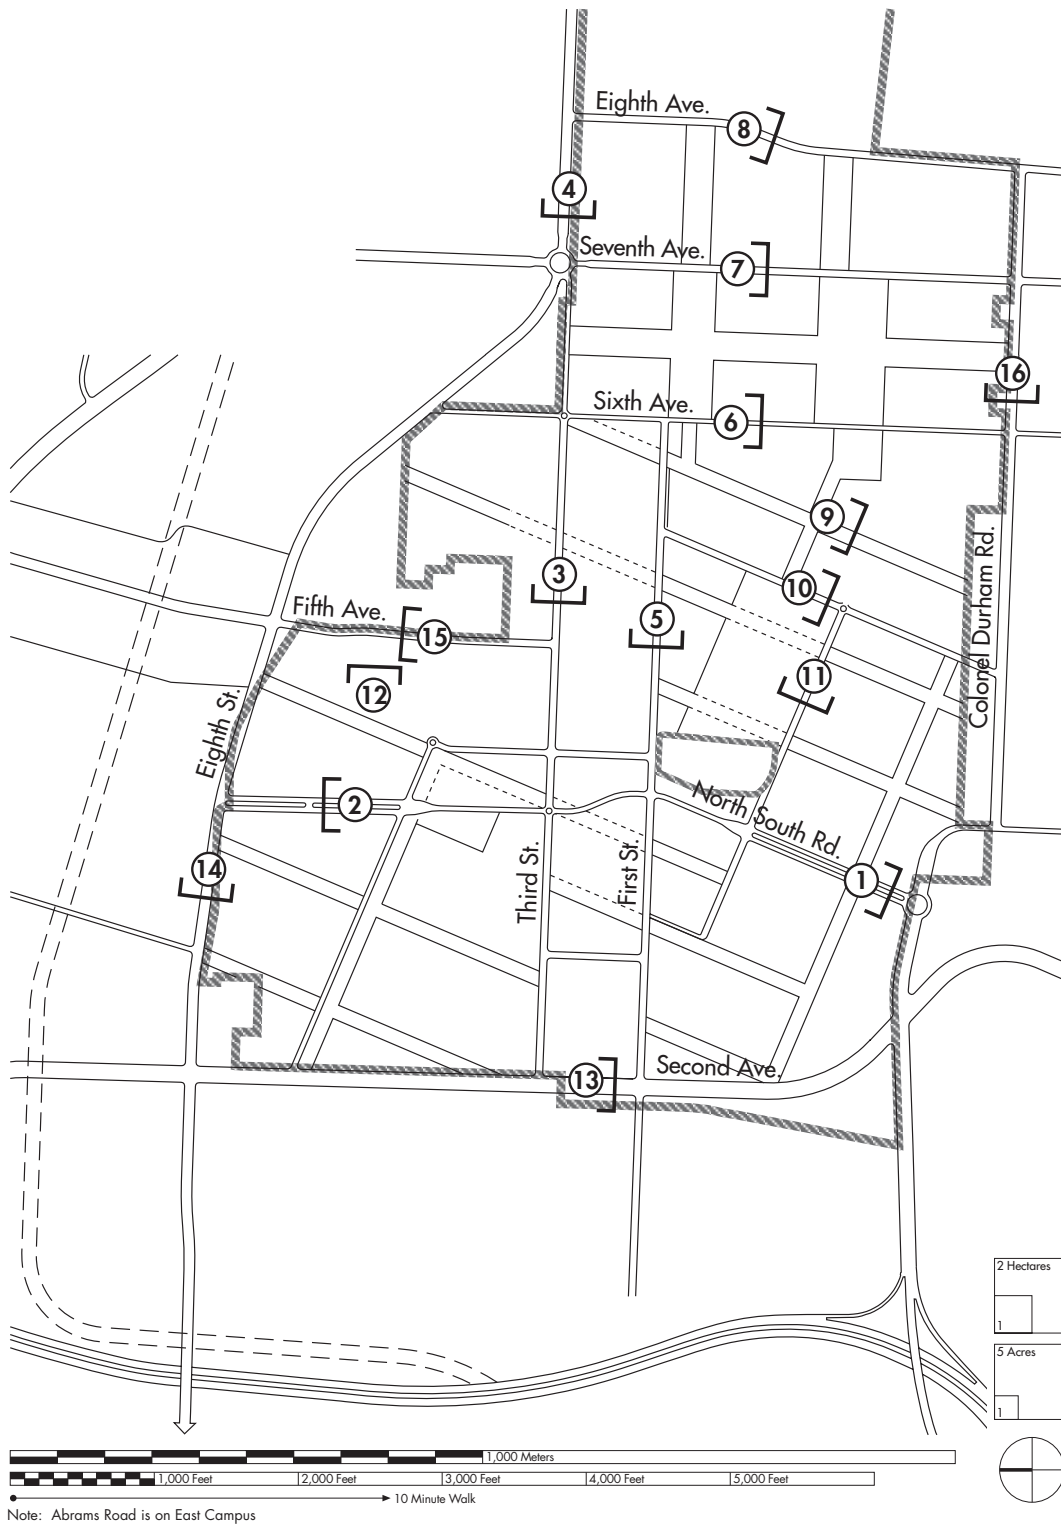 Eighth Ave.
8
4
Seventh Ave.
7
16
Sixth Ave.
6
9
3
10
Fifth Ave.
15
5
11
Colonel Durham Rd.
12
Eighth St.
2
North South Rd.
14
Third St.
First St.
1
Second Ave.
13
2 Hectares
1
5 Acres
1
1,000 Meters
1,000 Feet
2,000 Feet
3,000 Feet
4,000 Feet
5,000 Feet
10 Minute Walk
Note: Abrams Road is on East Campus